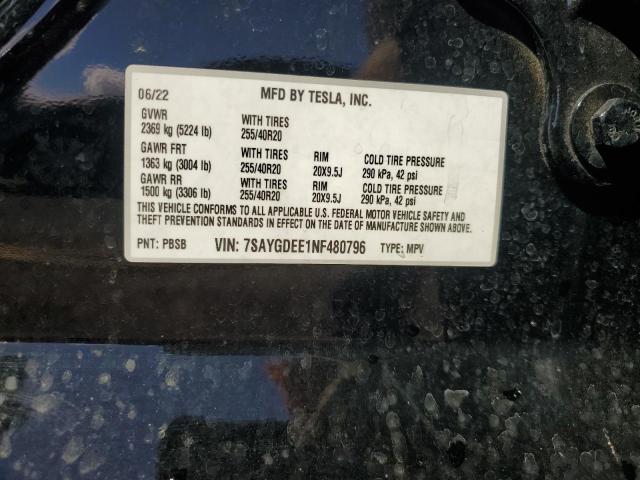 06/22 MFD BY TESLA, INC.
GVWR WITH TIRES
2369 kg (5224 lb) 255/40R20
GAWR FRT WITH TIRES RIM COLD TIRE PRESSURE
1363 kg (3004 lb) 255/40R20 20X9.5J 290 kPa, 42 psi
GAWR RR WITH TIRES RIM COLD TIRE PRESSURE
1500 kg (3306 lb) 255/40R20 20X9.5J 290 kPa, 42 psi
THIS VEHICLE CONFORMS TO ALL APPLICABLE U.S. FEDERAL MOTOR VEHICLE SAFETY AND
THEFT PREVENTION STANDARDS IN EFFECT ON THE DATE OF MANUFACTURE SHOWN ABOVE.
PNT: PBSB VIN: 7SAYGDEE1NF480796 TYPE: MPV